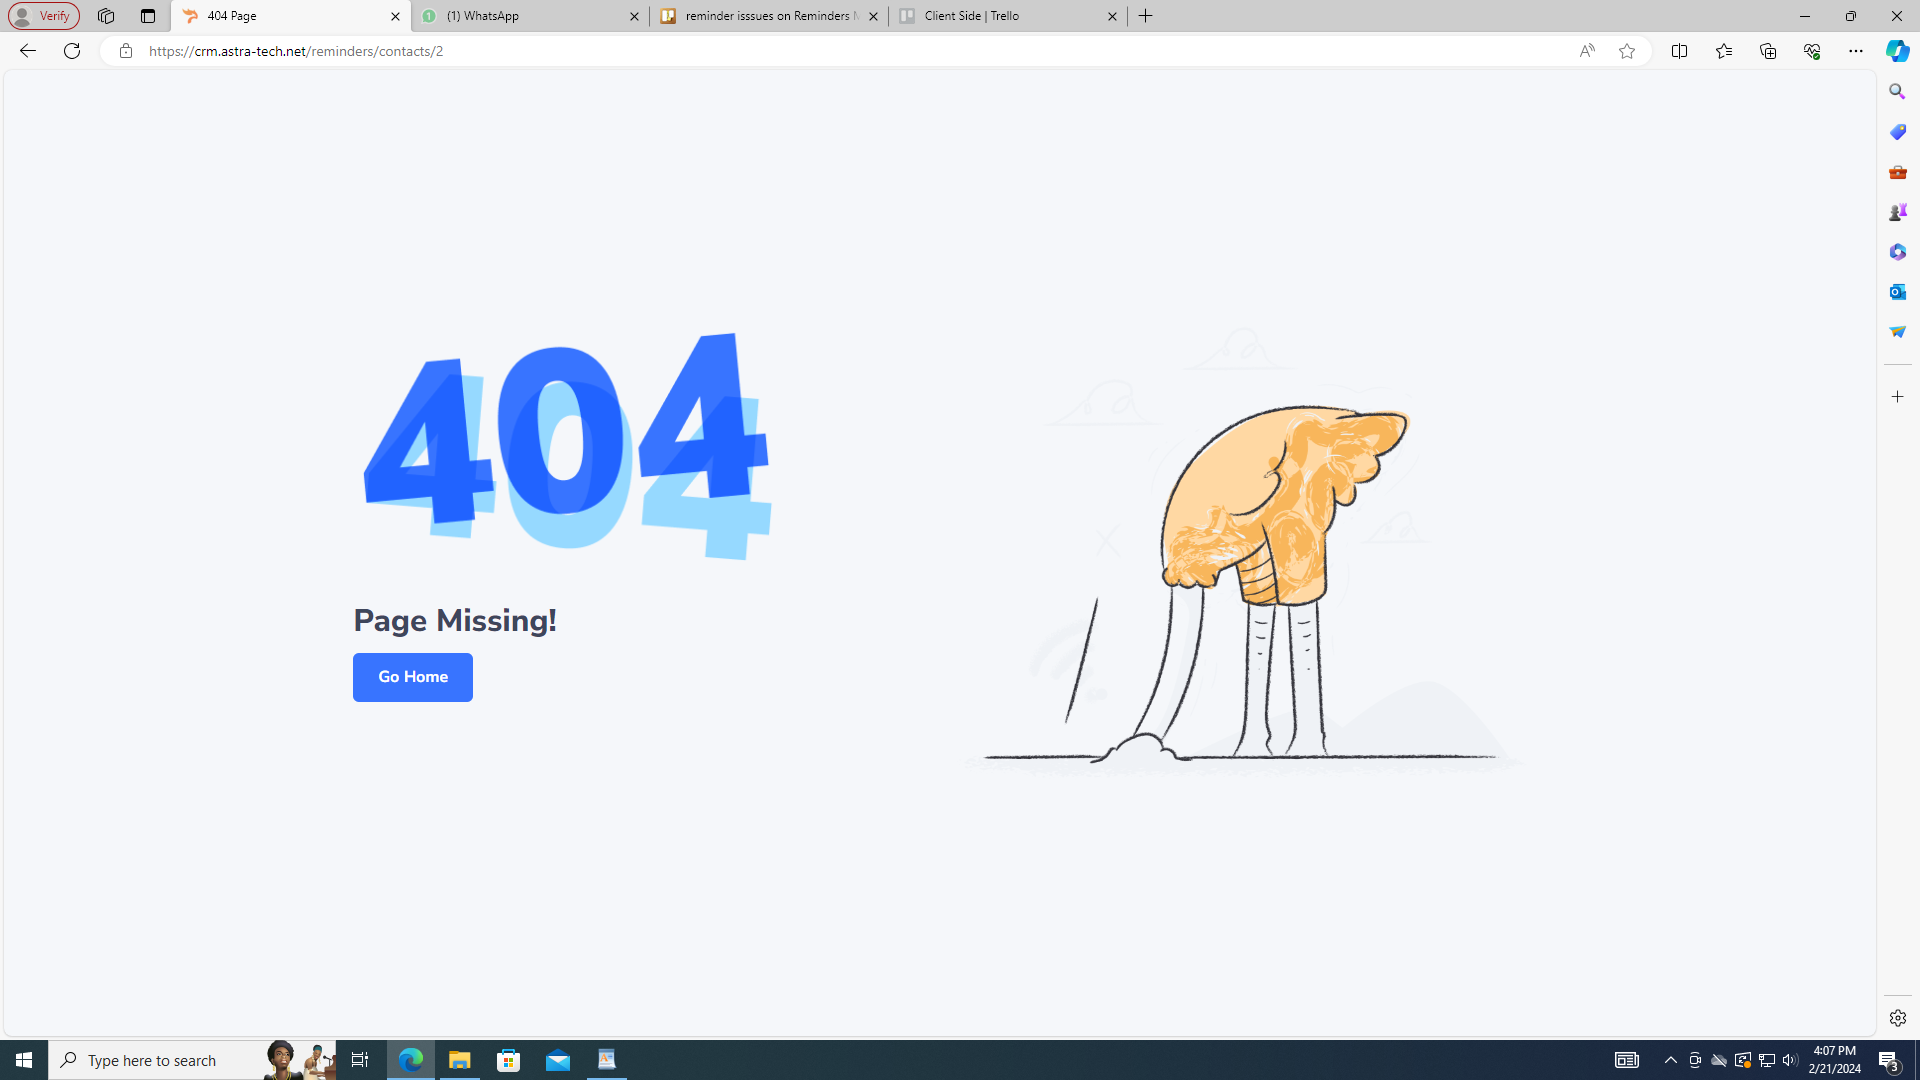 Verify
404 Page
1
(1) WhatsApp
reminder isssues on Reminders M
Client Side | Trello
https://crm.astra-tech.net/reminders/contacts/2
404
Page Missing!
Go Home
Type here to search
4:07 PM
2/21/2024
3